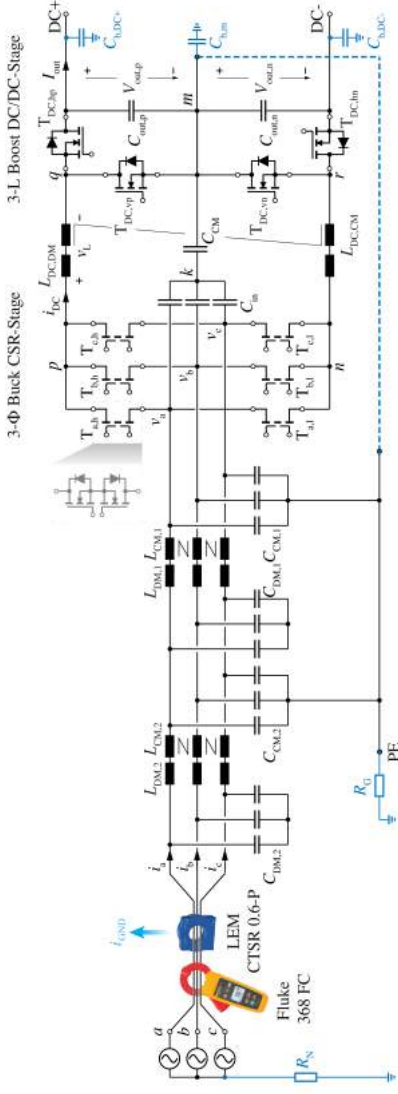 3-Φ Buck CSR-Stage
3-L Boost DC/DC-Stage
a
b
c
Fluke
368 FC
LEM
CTSR 0.6-P
i_GND
i_a
i_b
i_c
R_N
R_G
PE
L_DM,2
L_CM,2
C_DM,2
C_CM,2
L_DM,1
L_CM,1
C_DM,1
C_CM,1
N
N
N
N
p
n
T_a,h
T_b,h
T_c,h
v_a
v_b
v_c
T_a,l
T_b,l
T_c,l
C_in
k
C_CM
i_DC
L_DC,DM
+
v_L
−
L_DC,CM
q
r
m
T_DC,hp
T_DC,vp
T_DC,vn
T_DC,hn
C_out,p
C_out,n
+
V_out,p
−
+
V_out,n
−
I_out
DC+
DC-
C_b,DC+
C_b,m
C_b,DC-